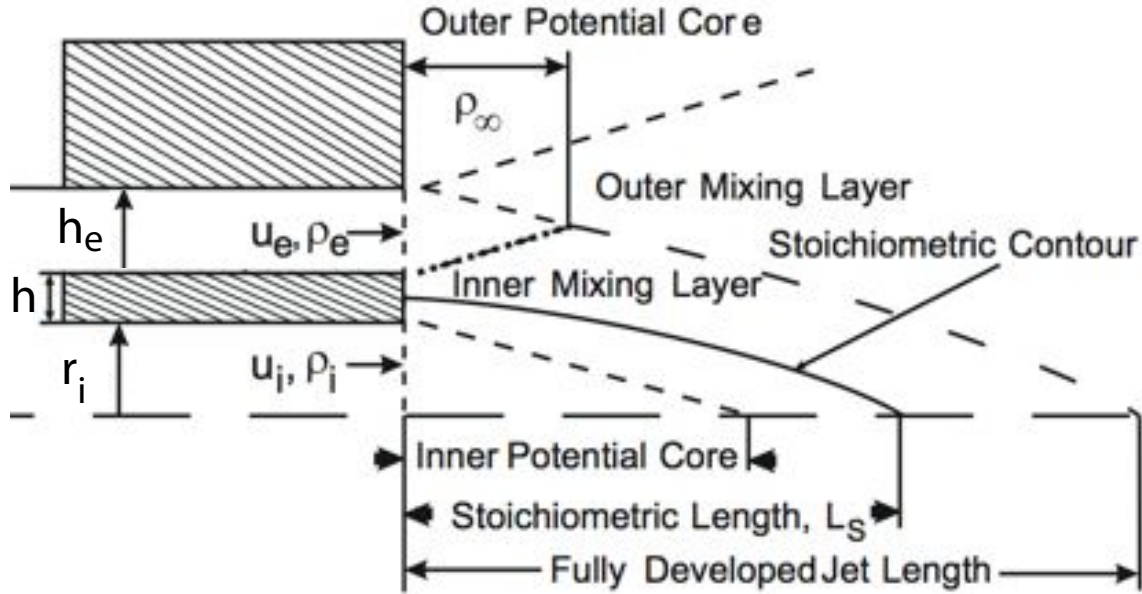 Outer Potential Core
ρ∞
Outer Mixing Layer
hₑ
uₑ, ρₑ
Stoichiometric Contour
h
Inner Mixing Layer
rᵢ
uᵢ, ρᵢ
Inner Potential Core
Stoichiometric Length, L_S
Fully Developed Jet Length